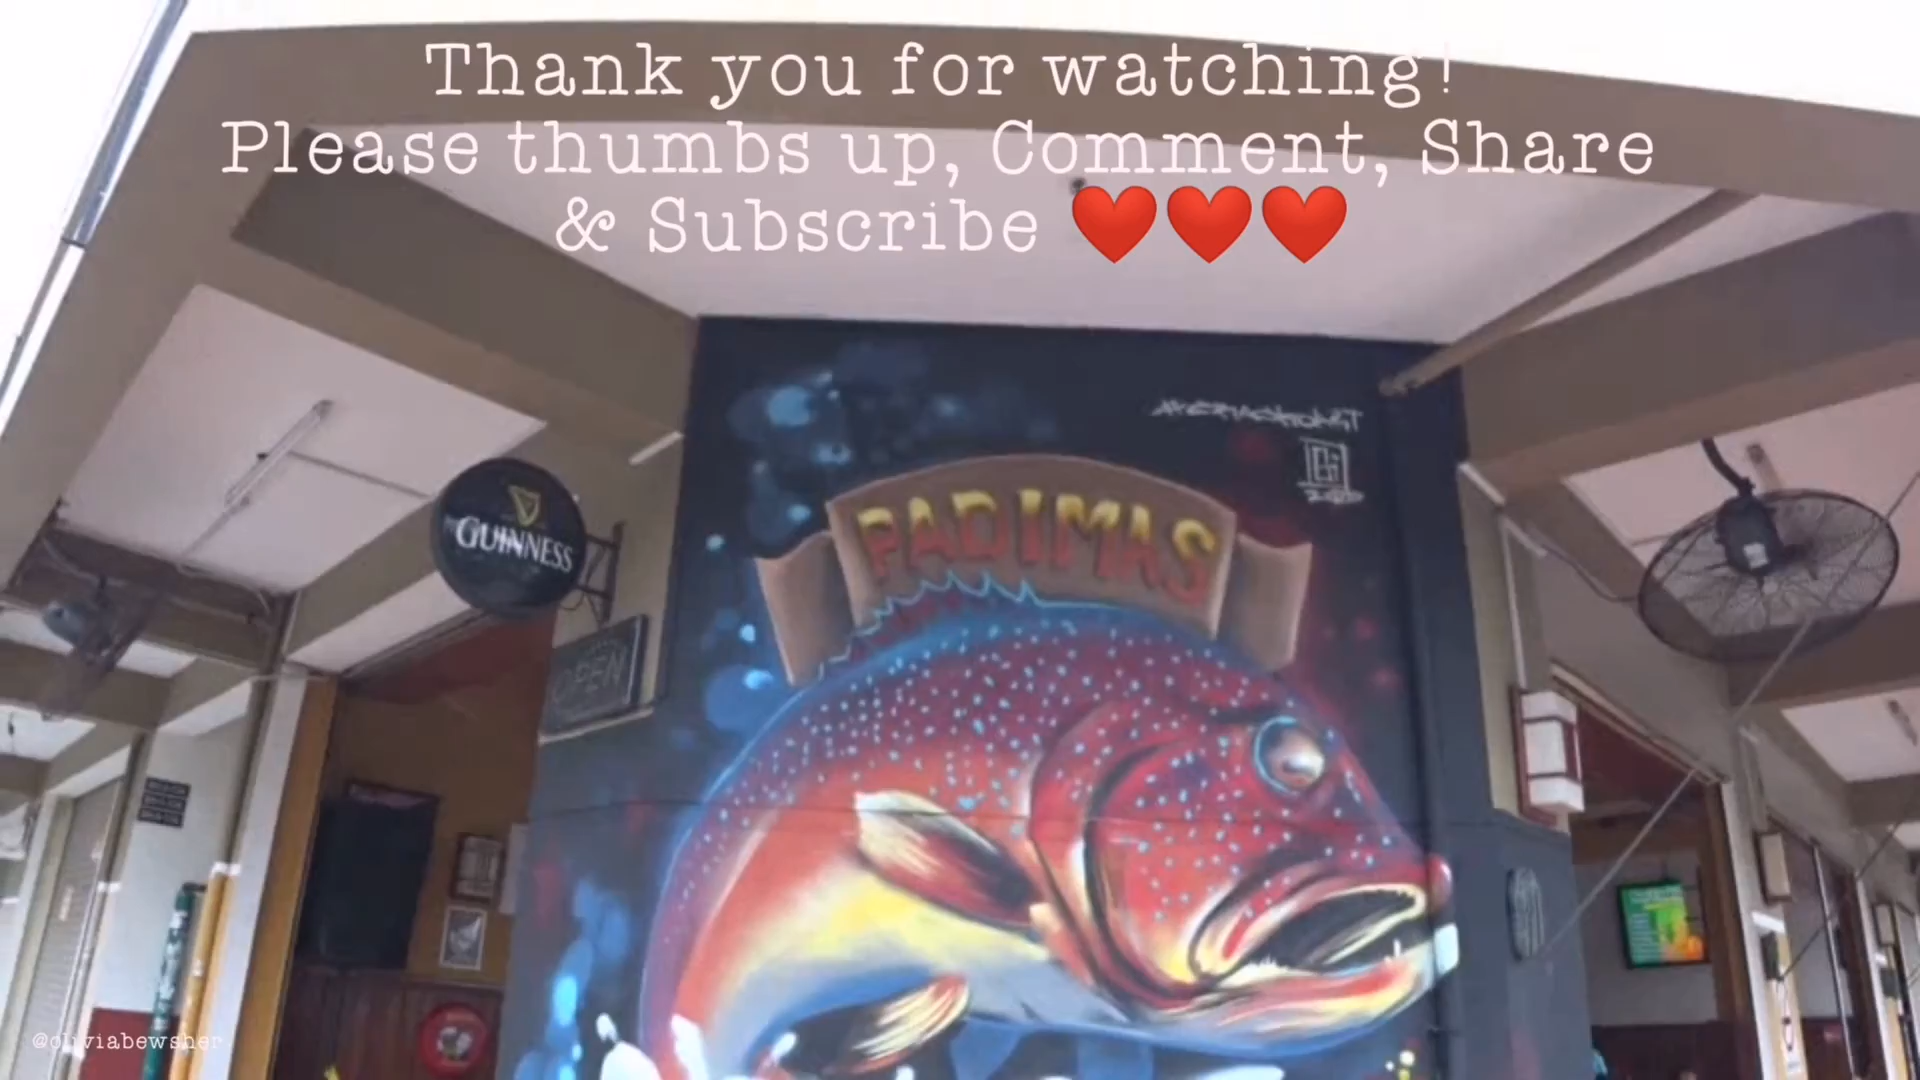 Thank you for watching!
Please thumbs up, Comment, Share
& Subscribe ❤️❤️❤️
PADIMAS
GUINNESS
OPEN
@oliviabewsher